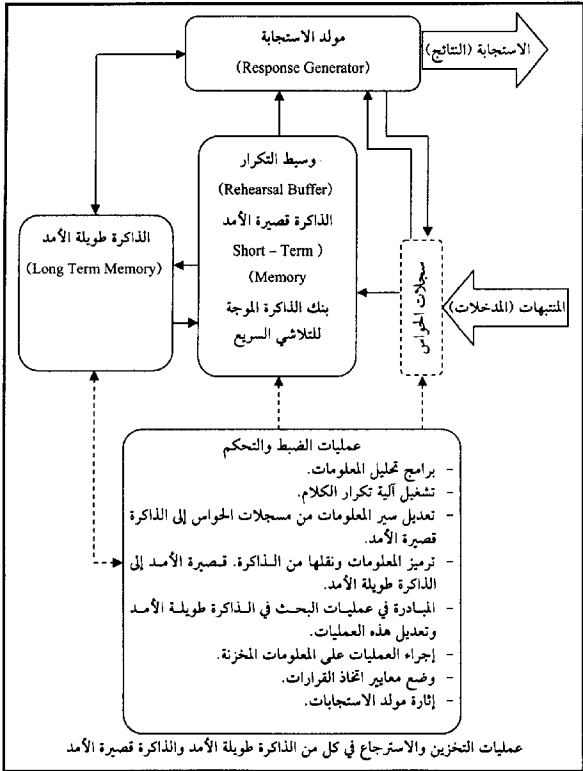 مولد الاستجابة
(Response Generator)
الاستجابة (النتائج)
وسيط التكرار
(Rehearsal Buffer)
الذاكرة قصيرة الأمد
Short – Term )
(Memory
بنك الذاكرة الموجة
للتلاشي السريع
الذاكرة طويلة الأمد
(Long Term Memory)
سجلات الحواس
المنتبهات (المدخلات)
عمليات الضبط والتحكم
- برامج تحليل المعلومات.
- تشغيل آلية تكرار الكلام.
- تعديل سير المعلومات من مسجلات الحواس إلى الذاكرة
قصيرة الأمد.
- ترميز المعلومات ونقلها من الذاكرة. قصيرة الأمد إلى
الذاكرة طويلة الأمد.
- المبادرة في عمليات البحث في الذاكرة طويلة الأمد
وتعديل هذه العمليات.
- إجراء العمليات على المعلومات المخزنة.
- وضع معايير اتخاذ القرارات.
- إثارة مولد الاستجابات.
عمليات التخزين والاسترجاع في كل من الذاكرة طويلة الأمد والذاكرة قصيرة الأمد